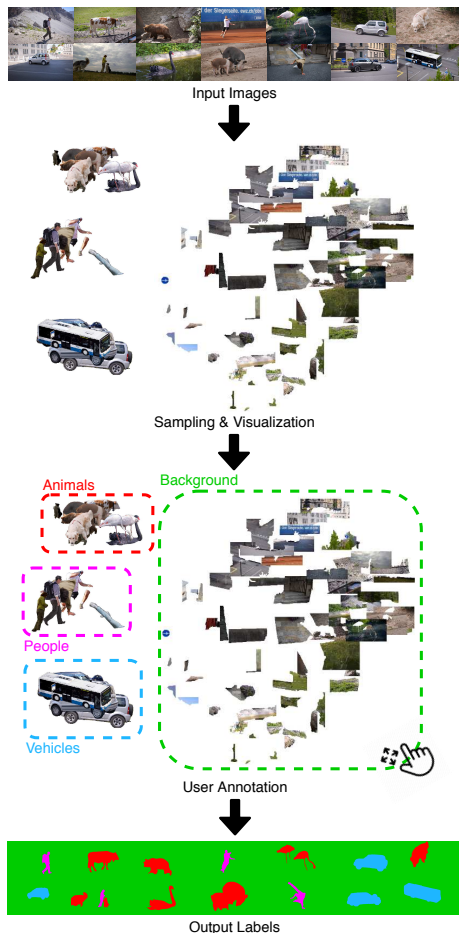 Input Images
Sampling & Visualization
Animals
Background
People
Vehicles
User Annotation
Output Labels